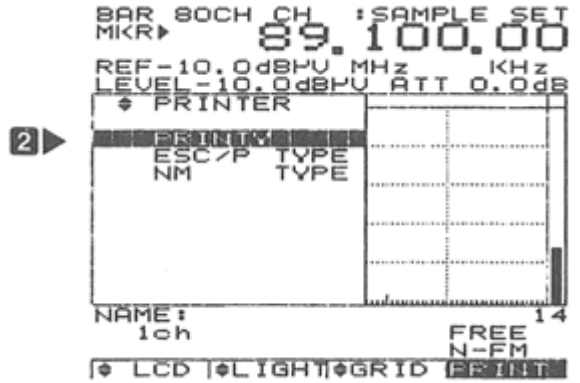 BAR 80CH CH :SAMPLE SET
MKR▶ 89.100.00
REF-10.0dBμV MHz KHz
LEVEL-10.0dBμV ATT 0.0dB
PRINTER
2
PRINTY
ESC/P TYPE
NM TYPE
NAME: 14
1ch FREE
N-FM
LCD LIGHT GRID PRINT